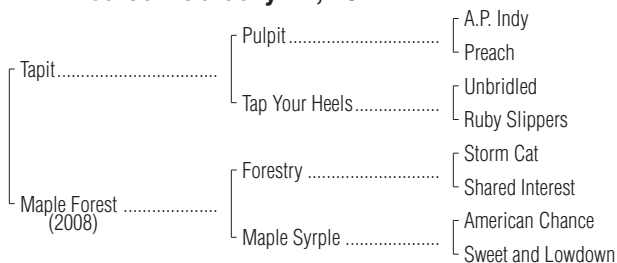 Pulpit........................................ A.P. Indy
Preach
Tapit................................
Tap Your Heels................... Unbridled
Ruby Slippers
Forestry ............................... Storm Cat
Shared Interest
Maple Forest ....................
(2008)
Maple Syrple ..................... American Chance
Sweet and Lowdown